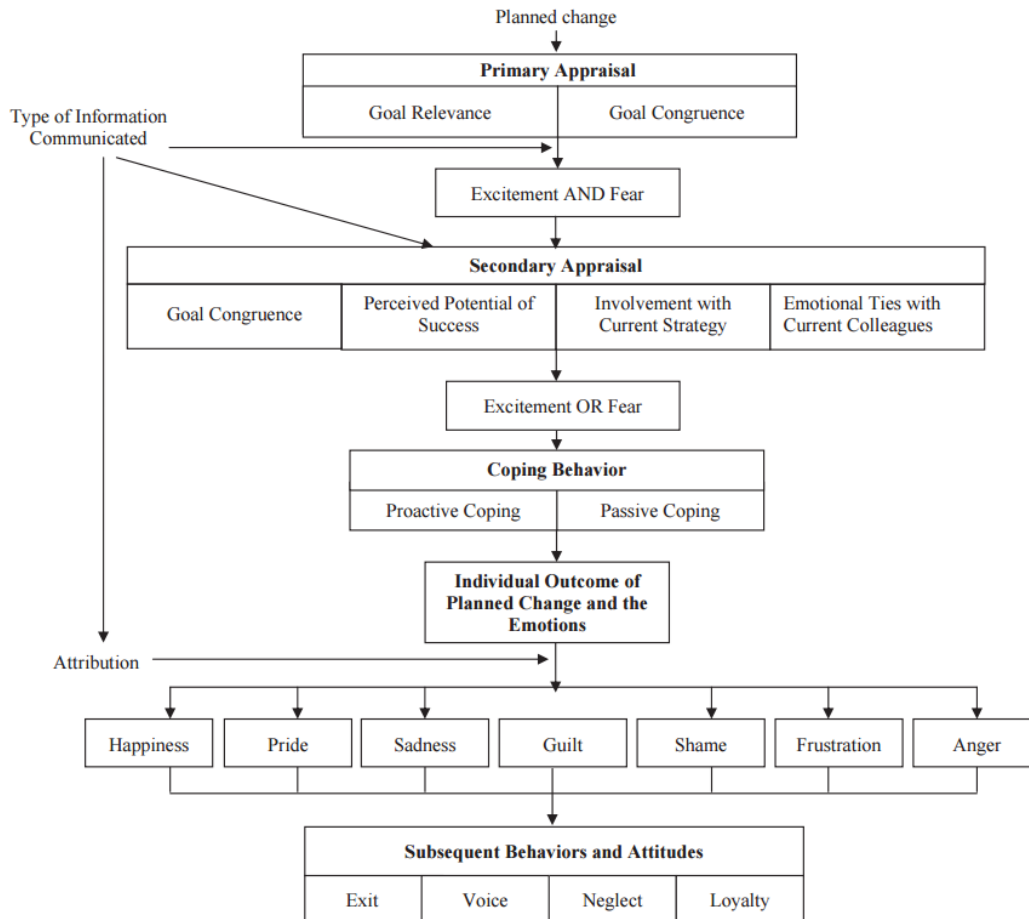 Planned change
Primary Appraisal
Goal Relevance
Goal Congruence
Type of Information
Communicated
Excitement AND Fear
Secondary Appraisal
Goal Congruence
Perceived Potential of
Success
Involvement with
Current Strategy
Emotional Ties with
Current Colleagues
Excitement OR Fear
Coping Behavior
Proactive Coping
Passive Coping
Individual Outcome of
Planned Change and the
Emotions
Attribution
Happiness
Pride
Sadness
Guilt
Shame
Frustration
Anger
Subsequent Behaviors and Attitudes
Exit
Voice
Neglect
Loyalty